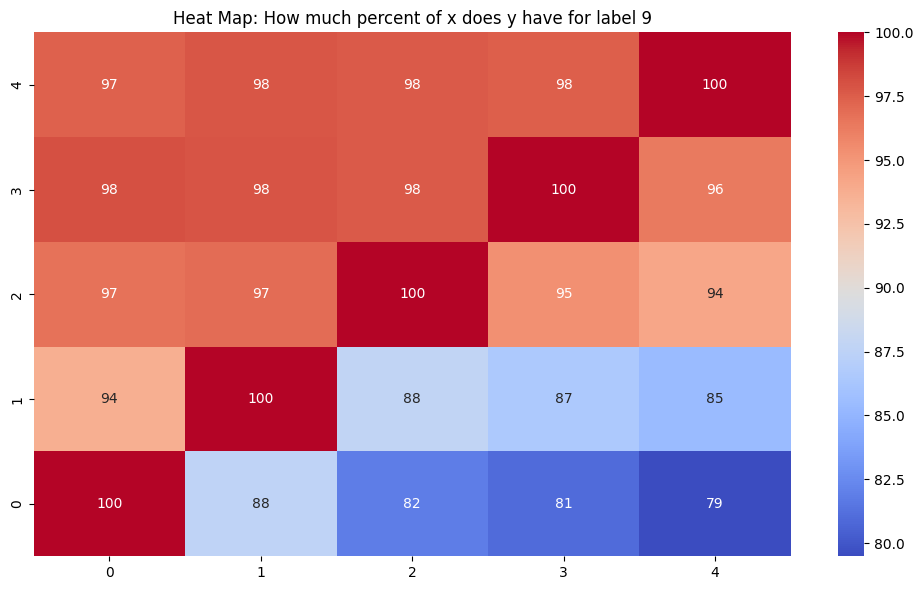 Heat Map: How much percent of x does y have for label 9
4 97 98 98 98 100
3 98 98 98 100 96
2 97 97 100 95 94
1 94 100 88 87 85
0 100 88 82 81 79
0 1 2 3 4
100.0
97.5
95.0
92.5
90.0
87.5
85.0
82.5
80.0